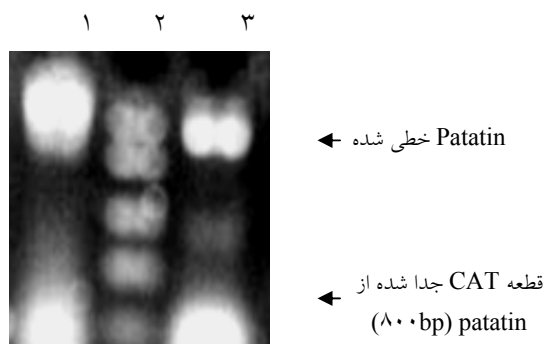 ۱ ۲ ۳
Patatin خطی شده
قطعه CAT جدا شده از
patatin (۸۰۰bp)